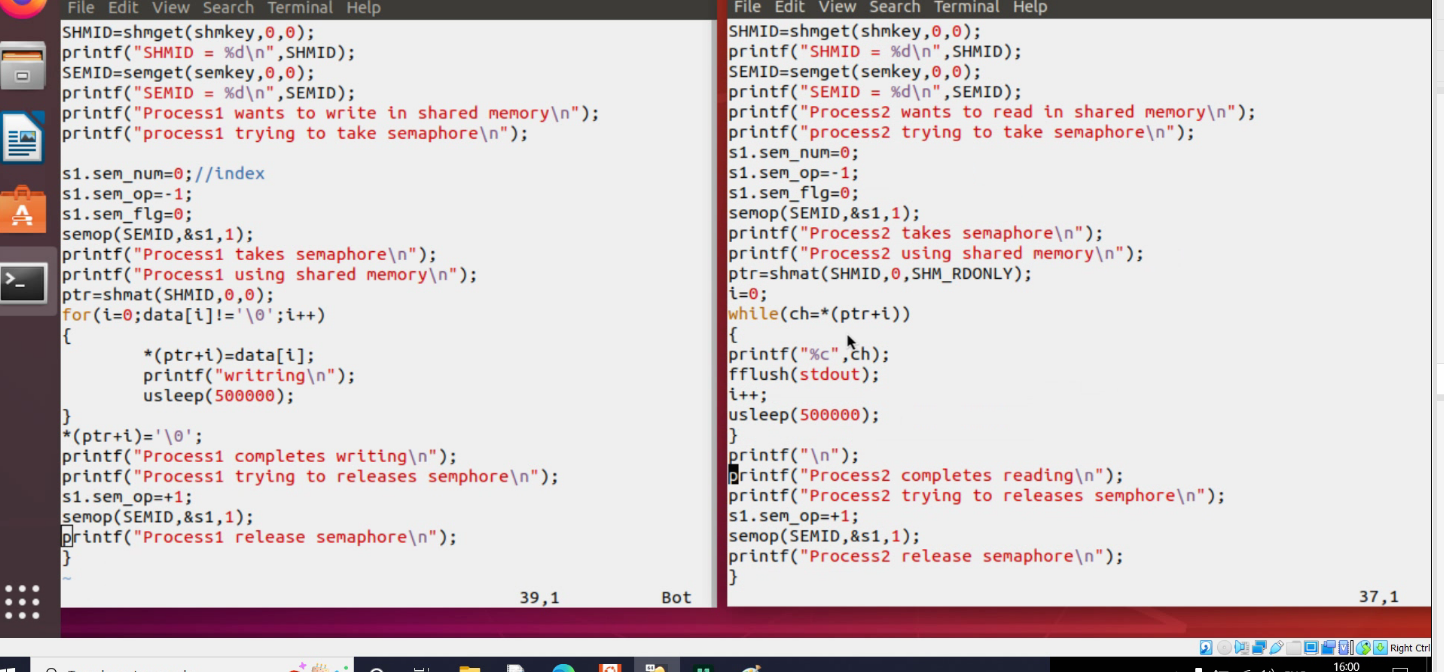 File Edit View Search Terminal Help
SHMID=shmget(shmkey,0,0);
printf("SHMID = %d\n",SHMID);
SEMID=semget(semkey,0,0);
printf("SEMID = %d\n",SEMID);
printf("Process1 wants to write in shared memory\n");
printf("process1 trying to take semaphore\n");
s1.sem_num=0;//index
s1.sem_op=-1;
s1.sem_flg=0;
semop(SEMID,&s1,1);
printf("Process1 takes semaphore\n");
printf("Process1 using shared memory\n");
ptr=shmat(SHMID,0,0);
for(i=0;data[i]!='\0';i++)
{
*(ptr+i)=data[i];
printf("writring\n");
usleep(500000);
}
*(ptr+i)='\0';
printf("Process1 completes writing\n");
printf("Process1 trying to releases semphore\n");
s1.sem_op=+1;
semop(SEMID,&s1,1);
printf("Process1 release semaphore\n");
}
~
39,1 Bot
File Edit View Search Terminal Help
SHMID=shmget(shmkey,0,0);
printf("SHMID = %d\n",SHMID);
SEMID=semget(semkey,0,0);
printf("SEMID = %d\n",SEMID);
printf("Process2 wants to read in shared memory\n");
printf("process2 trying to take semaphore\n");
s1.sem_num=0;
s1.sem_op=-1;
s1.sem_flg=0;
semop(SEMID,&s1,1);
printf("Process2 takes semaphore\n");
printf("Process2 using shared memory\n");
ptr=shmat(SHMID,0,SHM_RDONLY);
i=0;
while(ch=*(ptr+i))
{
printf("%c",ch);
fflush(stdout);
i++;
usleep(500000);
}
printf("\n");
printf("Process2 completes reading\n");
printf("Process2 trying to releases semphore\n");
s1.sem_op=+1;
semop(SEMID,&s1,1);
printf("Process2 release semaphore\n");
}
37,1
Right Ctrl
16:00